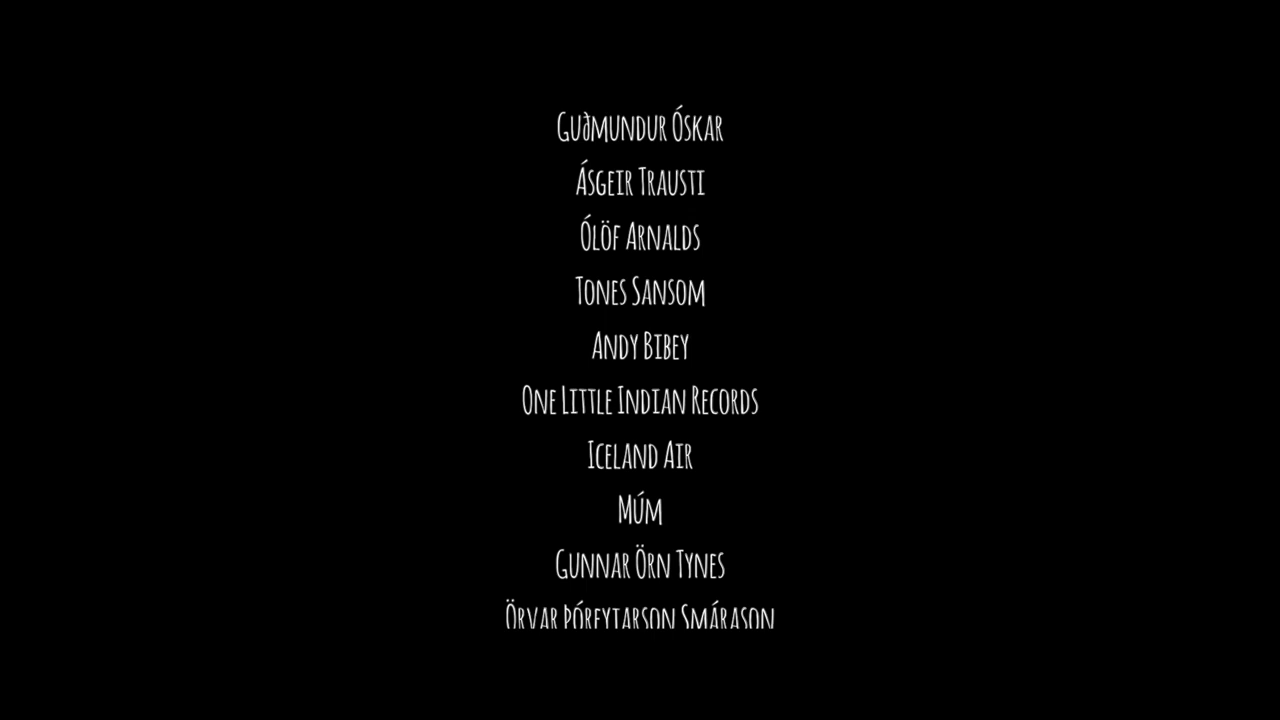 Guðmundur Óskar
Ásgeir Trausti
Ólöf Arnalds
Tones Sansom
Andy Bibey
One Little Indian Records
Iceland Air
Múm
Gunnar Örn Tynes
Örvar Þóreytarson Smárason